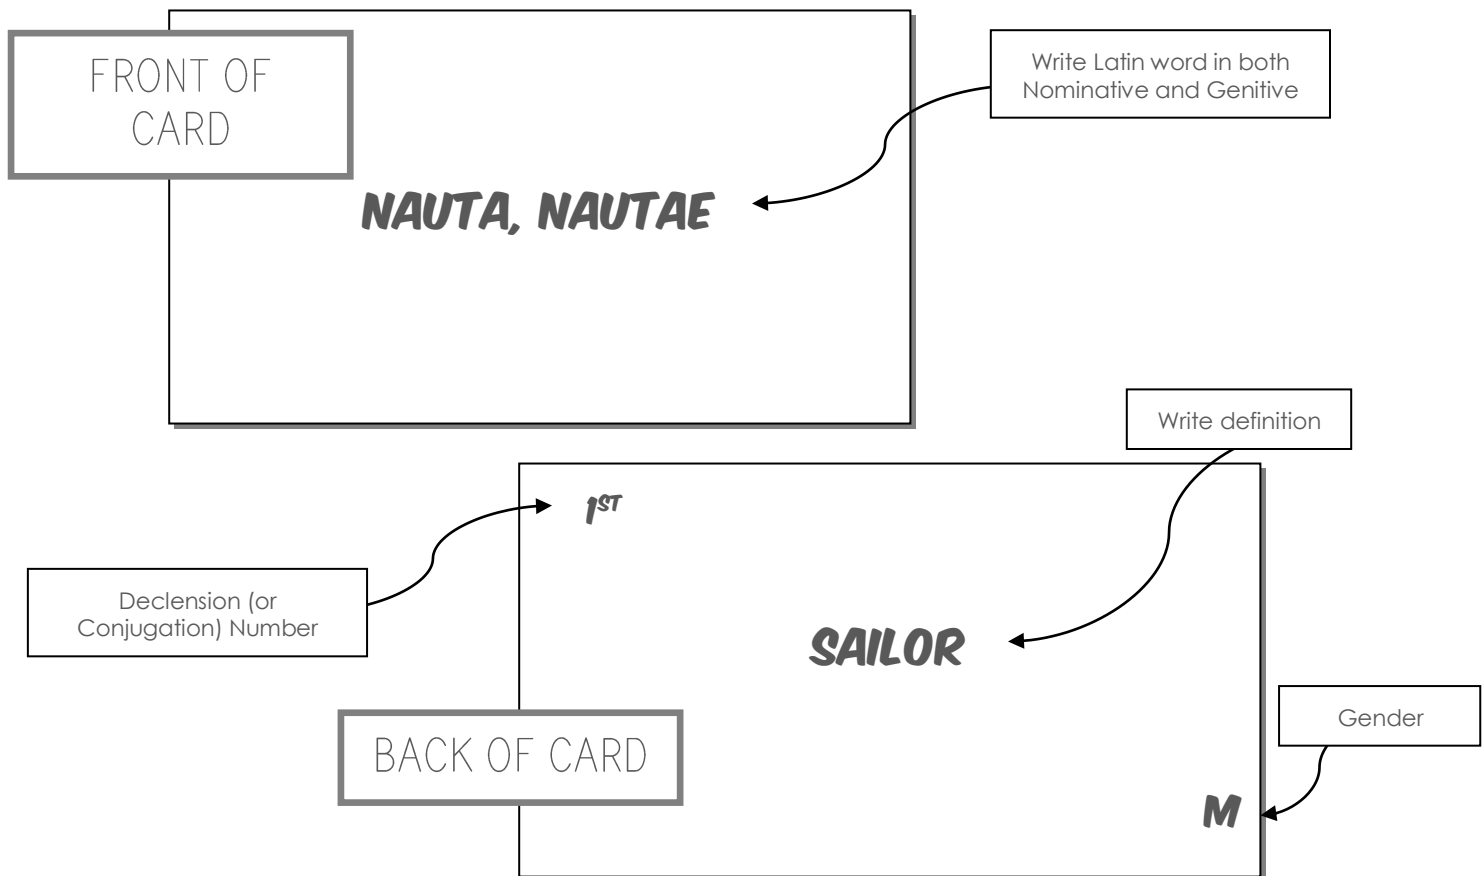 FRONT OF
CARD
Write Latin word in both
Nominative and Genitive
NAUTA, NAUTAE
Write definition
1ST
Declension (or
Conjugation) Number
SAILOR
Gender
BACK OF CARD
M